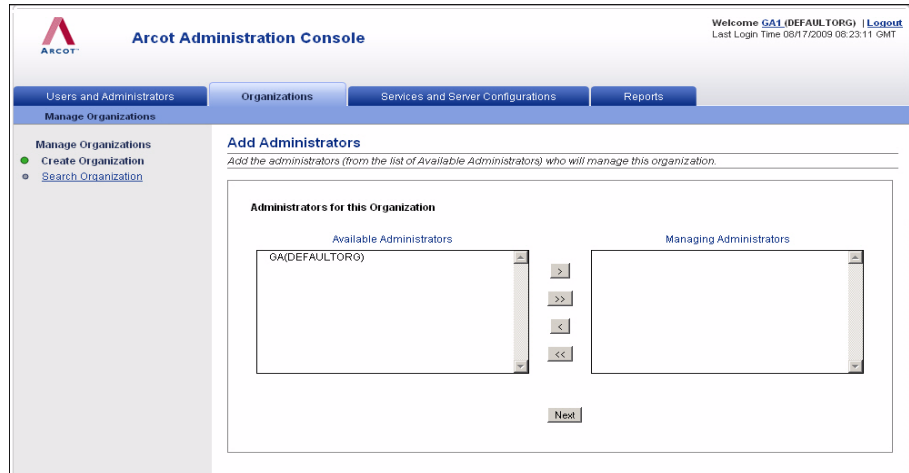 ARCOT
Arcot Administration Console
Welcome GA1 (DEFAULTORG) | Logout
Last Login Time 08/17/2009 08:23:11 GMT
Users and Administrators
Organizations
Services and Server Configurations
Reports
Manage Organizations
Manage Organizations
Create Organization
Search Organization
Add Administrators
Add the administrators (from the list of Available Administrators) who will manage this organization.
Administrators for this Organization
Available Administrators
Managing Administrators
GA(DEFAULTORG)
>
>>
<
<<
Next